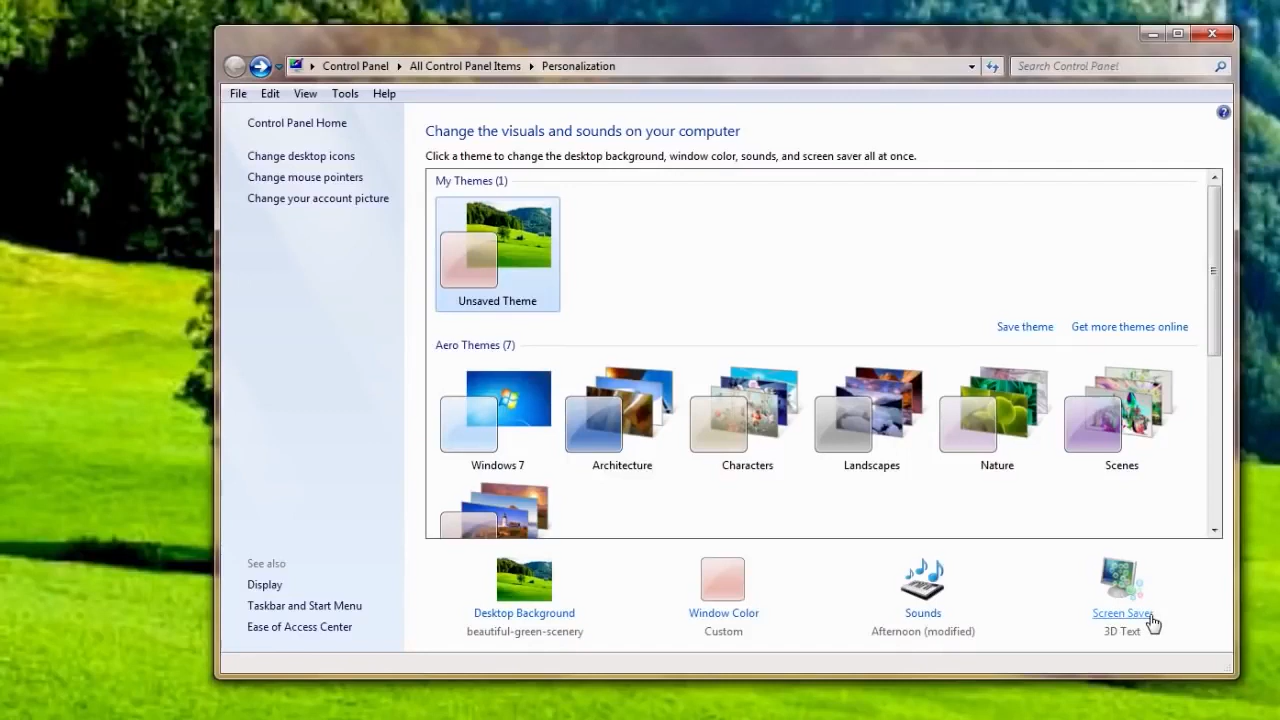 Control Panel All Control Panel Items Personalization
Search Control Panel
File Edit View Tools Help
Control Panel Home
Change desktop icons
Change mouse pointers
Change your account picture
See also
Display
Taskbar and Start Menu
Ease of Access Center
Change the visuals and sounds on your computer
Click a theme to change the desktop background, window color, sounds, and screen saver all at once.
My Themes (1)
Unsaved Theme
Save theme Get more themes online
Aero Themes (7)
Windows 7 Architecture Characters Landscapes Nature Scenes
Desktop Background Window Color Sounds Screen Saver
beautiful-green-scenery Custom Afternoon (modified) 3D Text